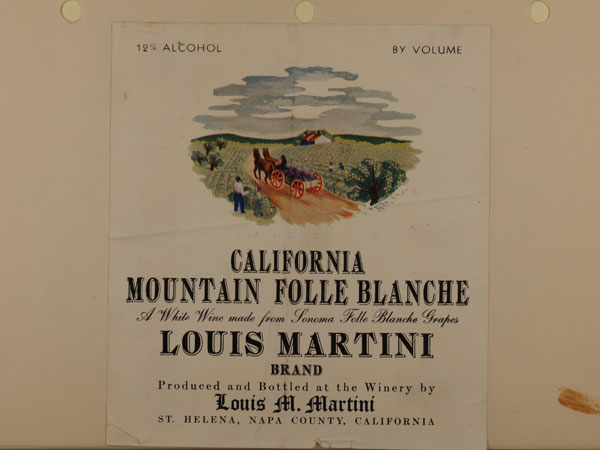 12% ALCOHOL BY VOLUME
CALIFORNIA
MOUNTAIN FOLLE BLANCHE
A White Wine made from Sonoma Folle Blanche Grapes
LOUIS MARTINI
BRAND
Produced and Bottled at the Winery by
Louis M. Martini
ST. HELENA, NAPA COUNTY, CALIFORNIA